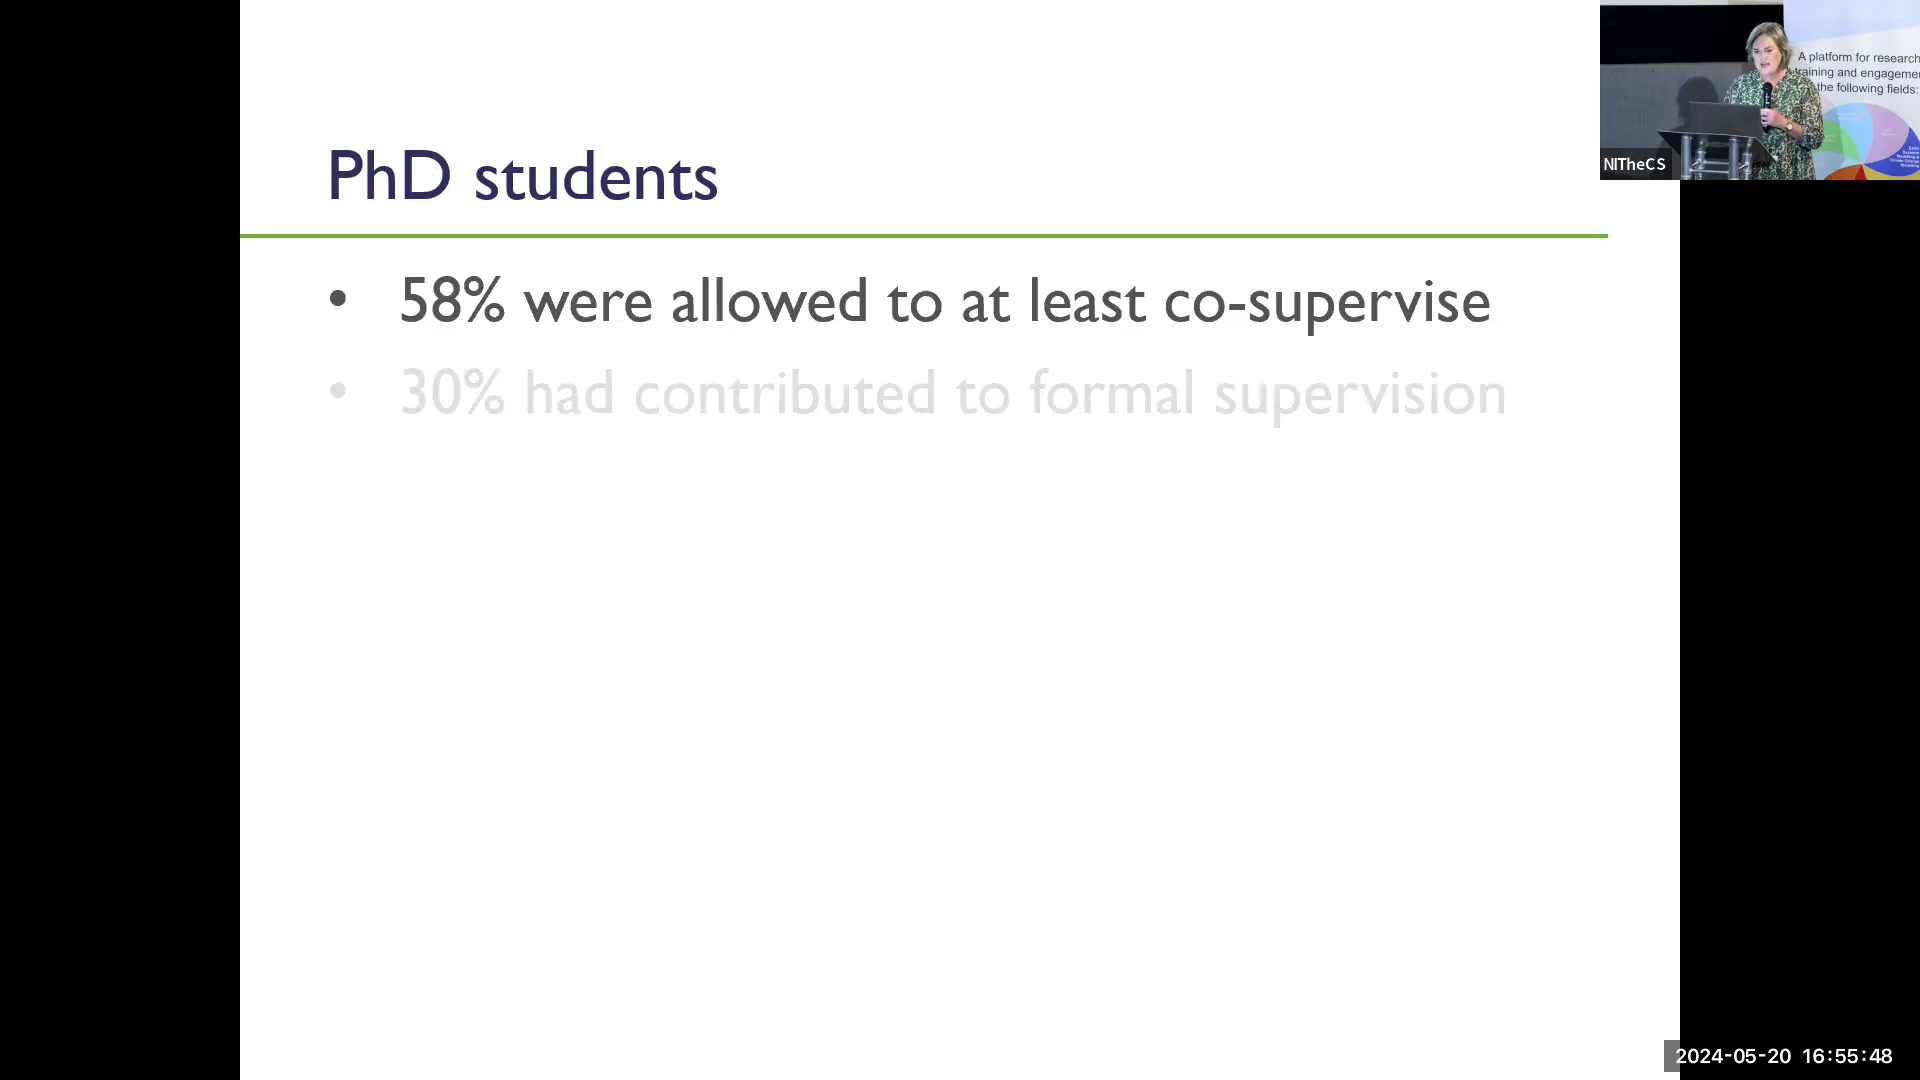 PhD students
• 58% were allowed to at least co-supervise
• 30% had contributed to formal supervision
A platform for research
training and engagemen
the following fields:
NITheCS
2024-05-20 16:55:48